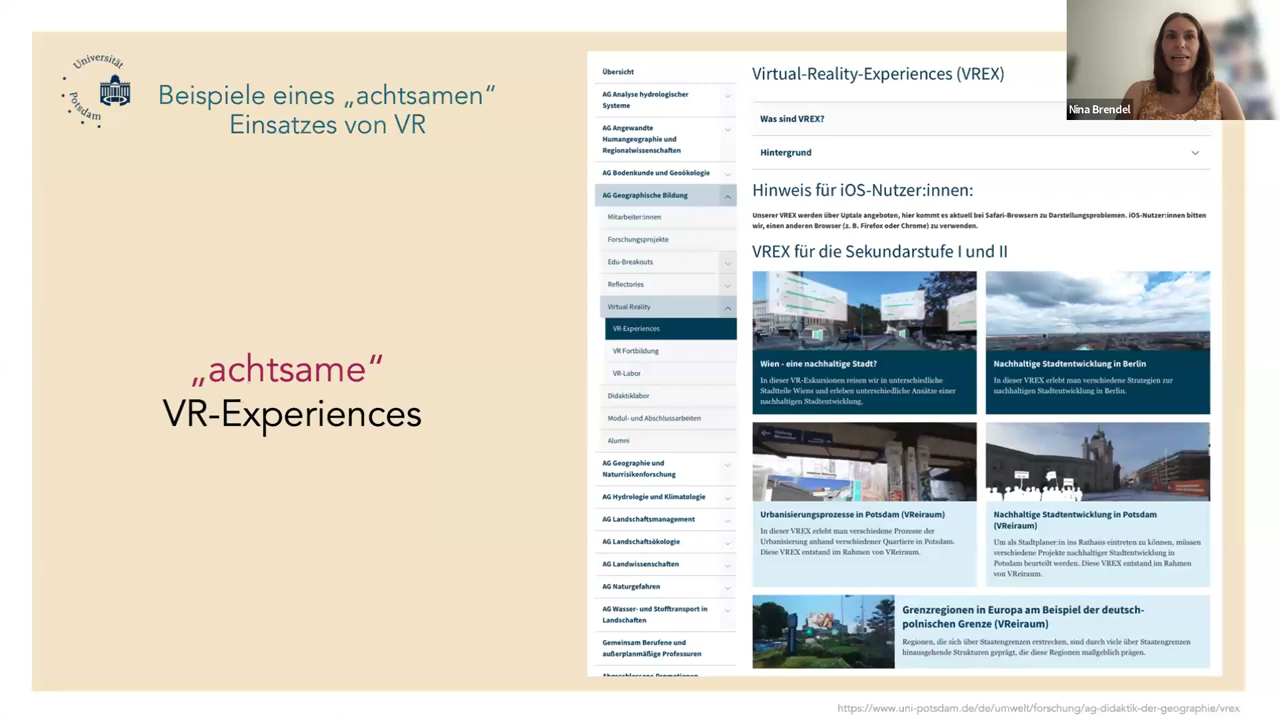 Universität
Potsdam
Beispiele eines „achtsamen“
Einsatzes von VR
„achtsame“
VR-Experiences
Übersicht
AG Analyse hydrologischer
Systeme
AG Angewandte
Humangeographie und
Regionalwissenschaften
AG Bodenkunde und Geoökologie
AG Geographische Bildung
Mitarbeiter:innen
Forschungsprojekte
Edu-Breakouts
Reflectories
Virtual Reality
VR-Experiences
VR Fortbildung
VR-Labor
Didaktiklabor
Modul- und Abschlussarbeiten
Alumni
AG Geographie und
Naturrisikenforschung
AG Hydrologie und Klimatologie
AG Landschaftsmanagement
AG Landschaftsökologie
AG Landwissenschaften
AG Naturgefahren
AG Wasser- und Stofftransport in
Landschaften
Gemeinsam Berufene und
außerplanmäßige Professuren
Abgeschlossene Promotionen
Virtual-Reality-Experiences (VREX)
Was sind VREX?
Hintergrund
Hinweis für iOS-Nutzer:innen:
Unserer VREX werden über Uptale angeboten, hier kommt es aktuell bei Safari-Browsern zu Darstellungsproblemen. iOS-Nutzer:innen bitten
wir, einen anderen Browser (z. B. Firefox oder Chrome) zu verwenden.
VREX für die Sekundarstufe I und II
Wien - eine nachhaltige Stadt?
In dieser VR-Exkursionen reisen wir in unterschiedliche
Stadtteile Wiens und erleben unterschiedliche Ansätze einer
nachhaltigen Stadtentwicklung.
Nachhaltige Stadtentwicklung in Berlin
In dieser VREX erlebt man verschiedene Strategien zur
nachhaltigen Stadtentwicklung in Berlin.
Urbanisierungsprozesse in Potsdam (VReiraum)
In dieser VREX erlebt man verschiedene Prozesse der
Urbanisierung anhand verschiedener Quartiere in Potsdam.
Diese VREX entstand im Rahmen von VReiraum.
Nachhaltige Stadtentwicklung in Potsdam
(VReiraum)
Um als Stadtplaner:in ins Rathaus eintreten zu können, müssen
verschiedene Projekte nachhaltiger Stadtentwicklung in
Potsdam beurteilt werden. Diese VREX entstand im Rahmen
von VReiraum.
Grenzregionen in Europa am Beispiel der deutsch-
polnischen Grenze (VReiraum)
Regionen, die sich über Staatengrenzen erstrecken, sind durch viele über Staatengrenzen
hinausgehende Strukturen geprägt, die diese Regionen maßgeblich prägen.
Nina Brendel
https://www.uni-potsdam.de/de/umwelt/forschung/ag-didaktik-der-geographie/vrex